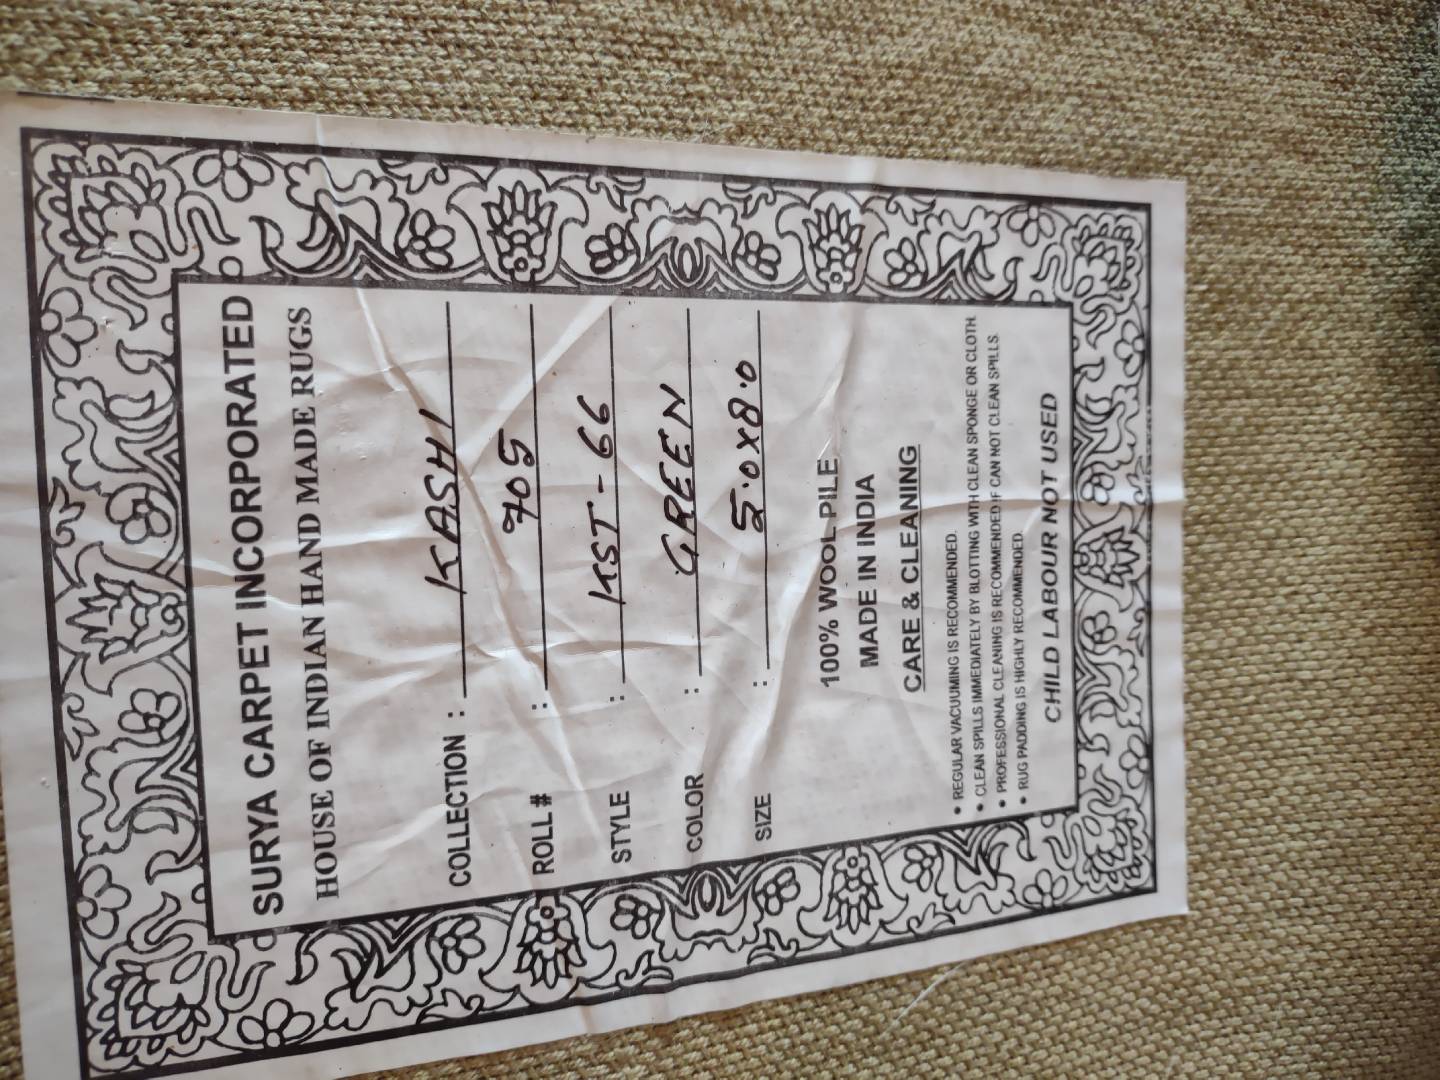 SURYA CARPET INCORPORATED
HOUSE OF INDIAN HAND MADE RUGS
COLLECTION : KASHI
ROLL # : 705
STYLE : KST-66
COLOR : GREEN
SIZE : 5.0X8.0
100% WOOL PILE
MADE IN INDIA
CARE & CLEANING
• REGULAR VACUUMING IS RECOMMENDED.
• CLEAN SPILLS IMMEDIATELY BY BLOTTING WITH CLEAN SPONGE OR CLOTH.
• PROFESSIONAL CLEANING IS RECOMMENDED IF CAN NOT CLEAN SPILLS
• RUG PADDING IS HIGHLY RECOMMENDED.
CHILD LABOUR NOT USED